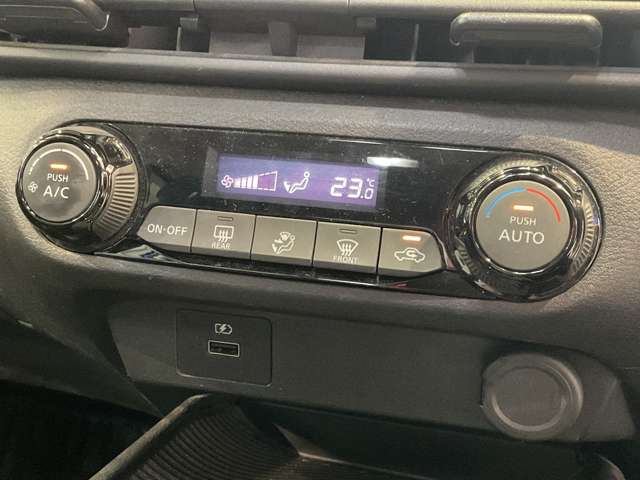 PUSH
A/C
23.0
°C
PUSH
AUTO
ON·OFF
REAR
FRONT